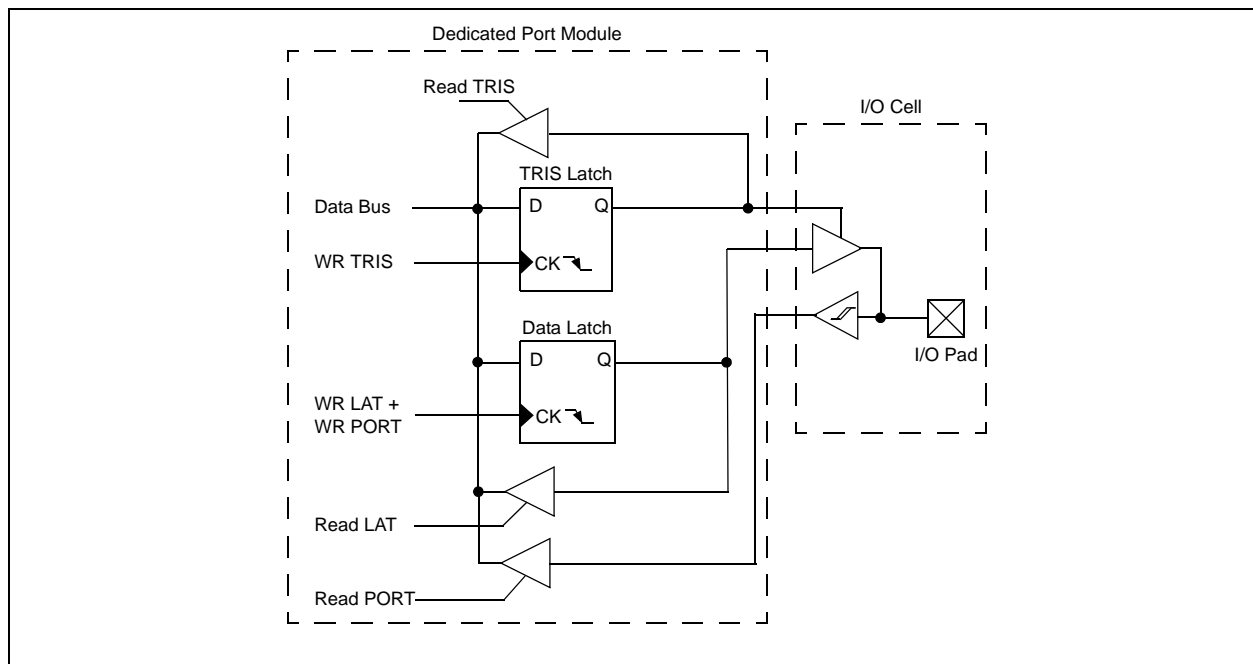 Dedicated Port Module
Read TRIS
I/O Cell
TRIS Latch
Data Bus
D Q
WR TRIS
CK
Data Latch
D Q
I/O Pad
WR LAT +
WR PORT
CK
Read LAT
Read PORT